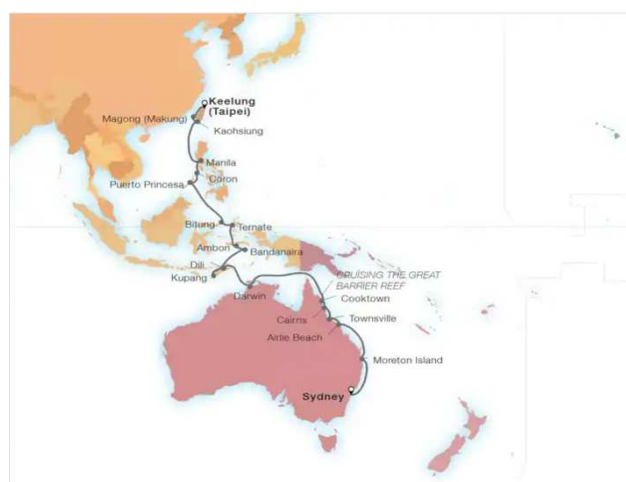 Keelung
(Taipei)
Magong (Makung)
Kaohsiung
Manila
Coron
Puerto Princesa
Bitung
Ternate
Ambon
Bandanaira
Dili
Kupang
Darwin
CRUISING THE GREAT
BARRIER REEF
Cooktown
Cairns
Townsville
Airlie Beach
Moreton Island
Sydney